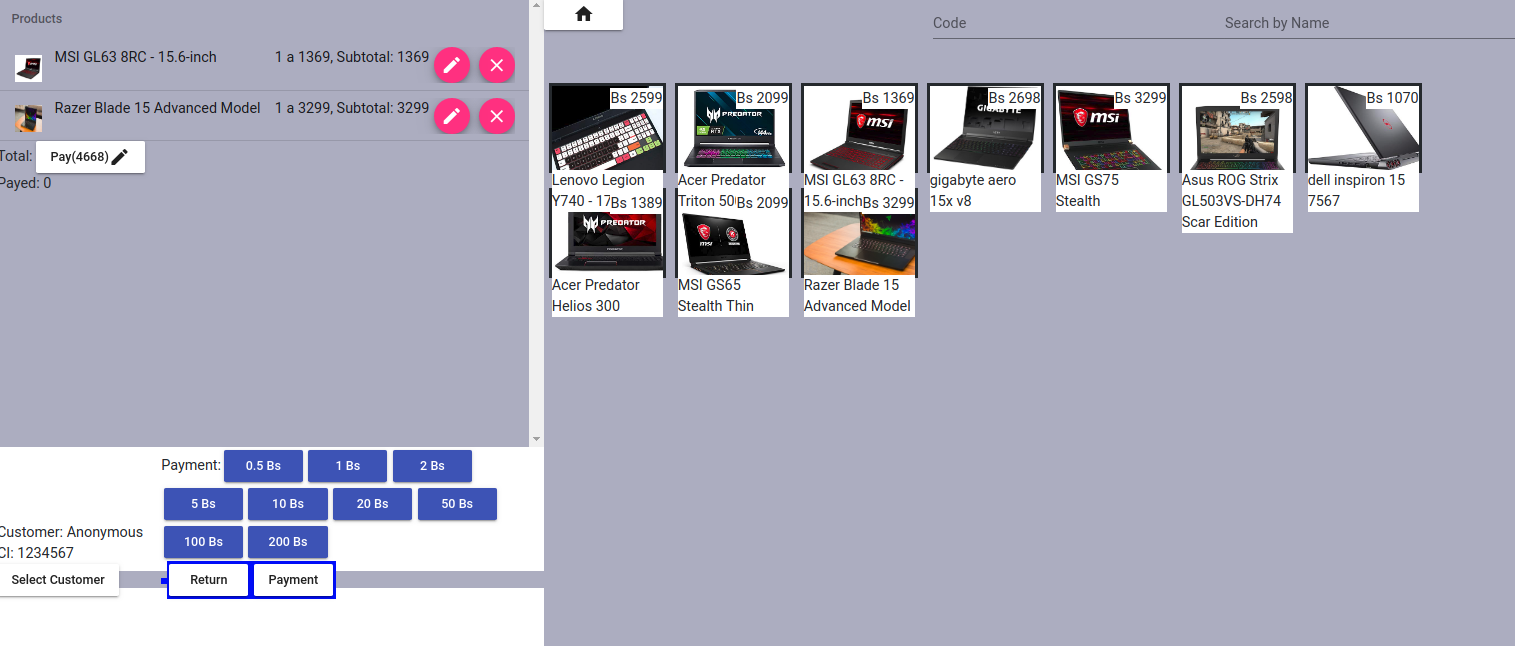 Products
MSI GL63 8RC - 15.6-inch 1 a 1369, Subtotal: 1369
Razer Blade 15 Advanced Model 1 a 3299, Subtotal: 3299
Total: Pay(4668)
Payed: 0
Payment: 0.5 Bs 1 Bs 2 Bs
5 Bs 10 Bs 20 Bs 50 Bs
100 Bs 200 Bs
Customer: Anonymous
CI: 1234567
Select Customer
Return Payment
Code Search by Name
Bs 2599
Lenovo Legion
Y740 - 17
Bs 2099
PREDATOR
Acer Predator
Triton 50
Bs 1369
msi
MSI GL63 8RC -
15.6-inch
Bs 2698
gigabyte aero
15x v8
Bs 3299
msi
MSI GS75
Stealth
Bs 2598
Asus ROG Strix
GL503VS-DH74
Scar Edition
Bs 1070
dell inspiron 15
7567
Bs 1389
PREDATOR
Acer Predator
Helios 300
Bs 2099
msi
MSI GS65
Stealth Thin
Bs 3299
Razer Blade 15
Advanced Model